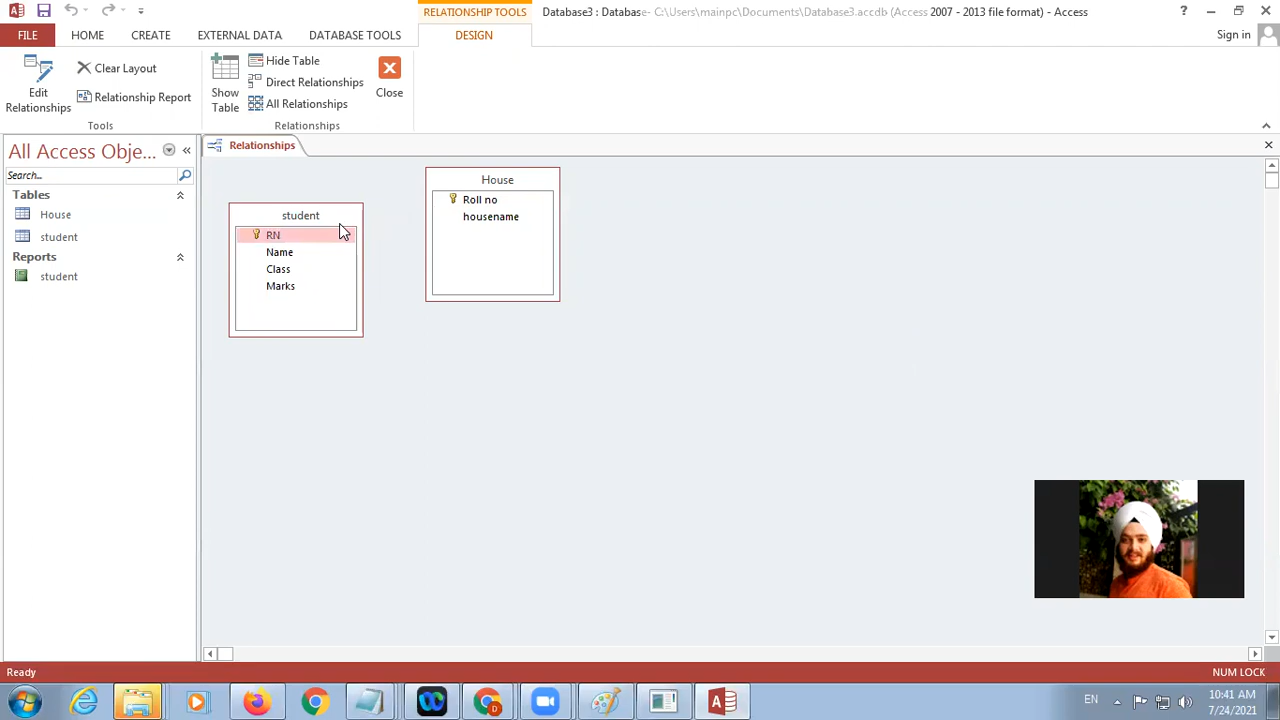 RELATIONSHIP TOOLS
Database3 : Database- C:\Users\mainpc\Documents\Database3.accdb (Access 2007 - 2013 file format) - Access
?
FILE
HOME
CREATE
EXTERNAL DATA
DATABASE TOOLS
DESIGN
Sign in
Edit
Relationships
Clear Layout
Relationship Report
Tools
Show
Table
Hide Table
Direct Relationships
All Relationships
Close
Relationships
All Access Obje...
Search...
Tables
House
student
Reports
student
Relationships
student
RN
Name
Class
Marks
House
Roll no
housename
Ready
NUM LOCK
EN
10:41 AM
7/24/2021